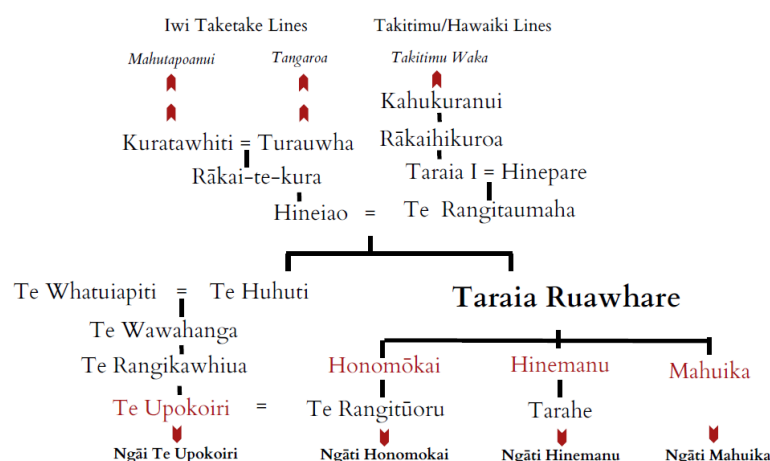 Iwi Taketake Lines Takitimu/Hawaiki Lines
Mahutapoanui Tangaroa Takitimu Waka
Kahukuranui
Kuratawhiti = Turauwha Rākaihikuroa
Rākai-te-kura Taraia I = Hinepare
Hineiao = Te Rangitaumaha
Te Whatuiapiti = Te Huhuti Taraia Ruawhare
Te Wawahanga
Te Rangikawhiua Honomōkai Hinemanu Mahuika
Te Upokoiri = Te Rangitūoru Tarahe
Ngāi Te Upokoiri Ngāti Honomokai Ngāti Hinemanu Ngāti Mahuika